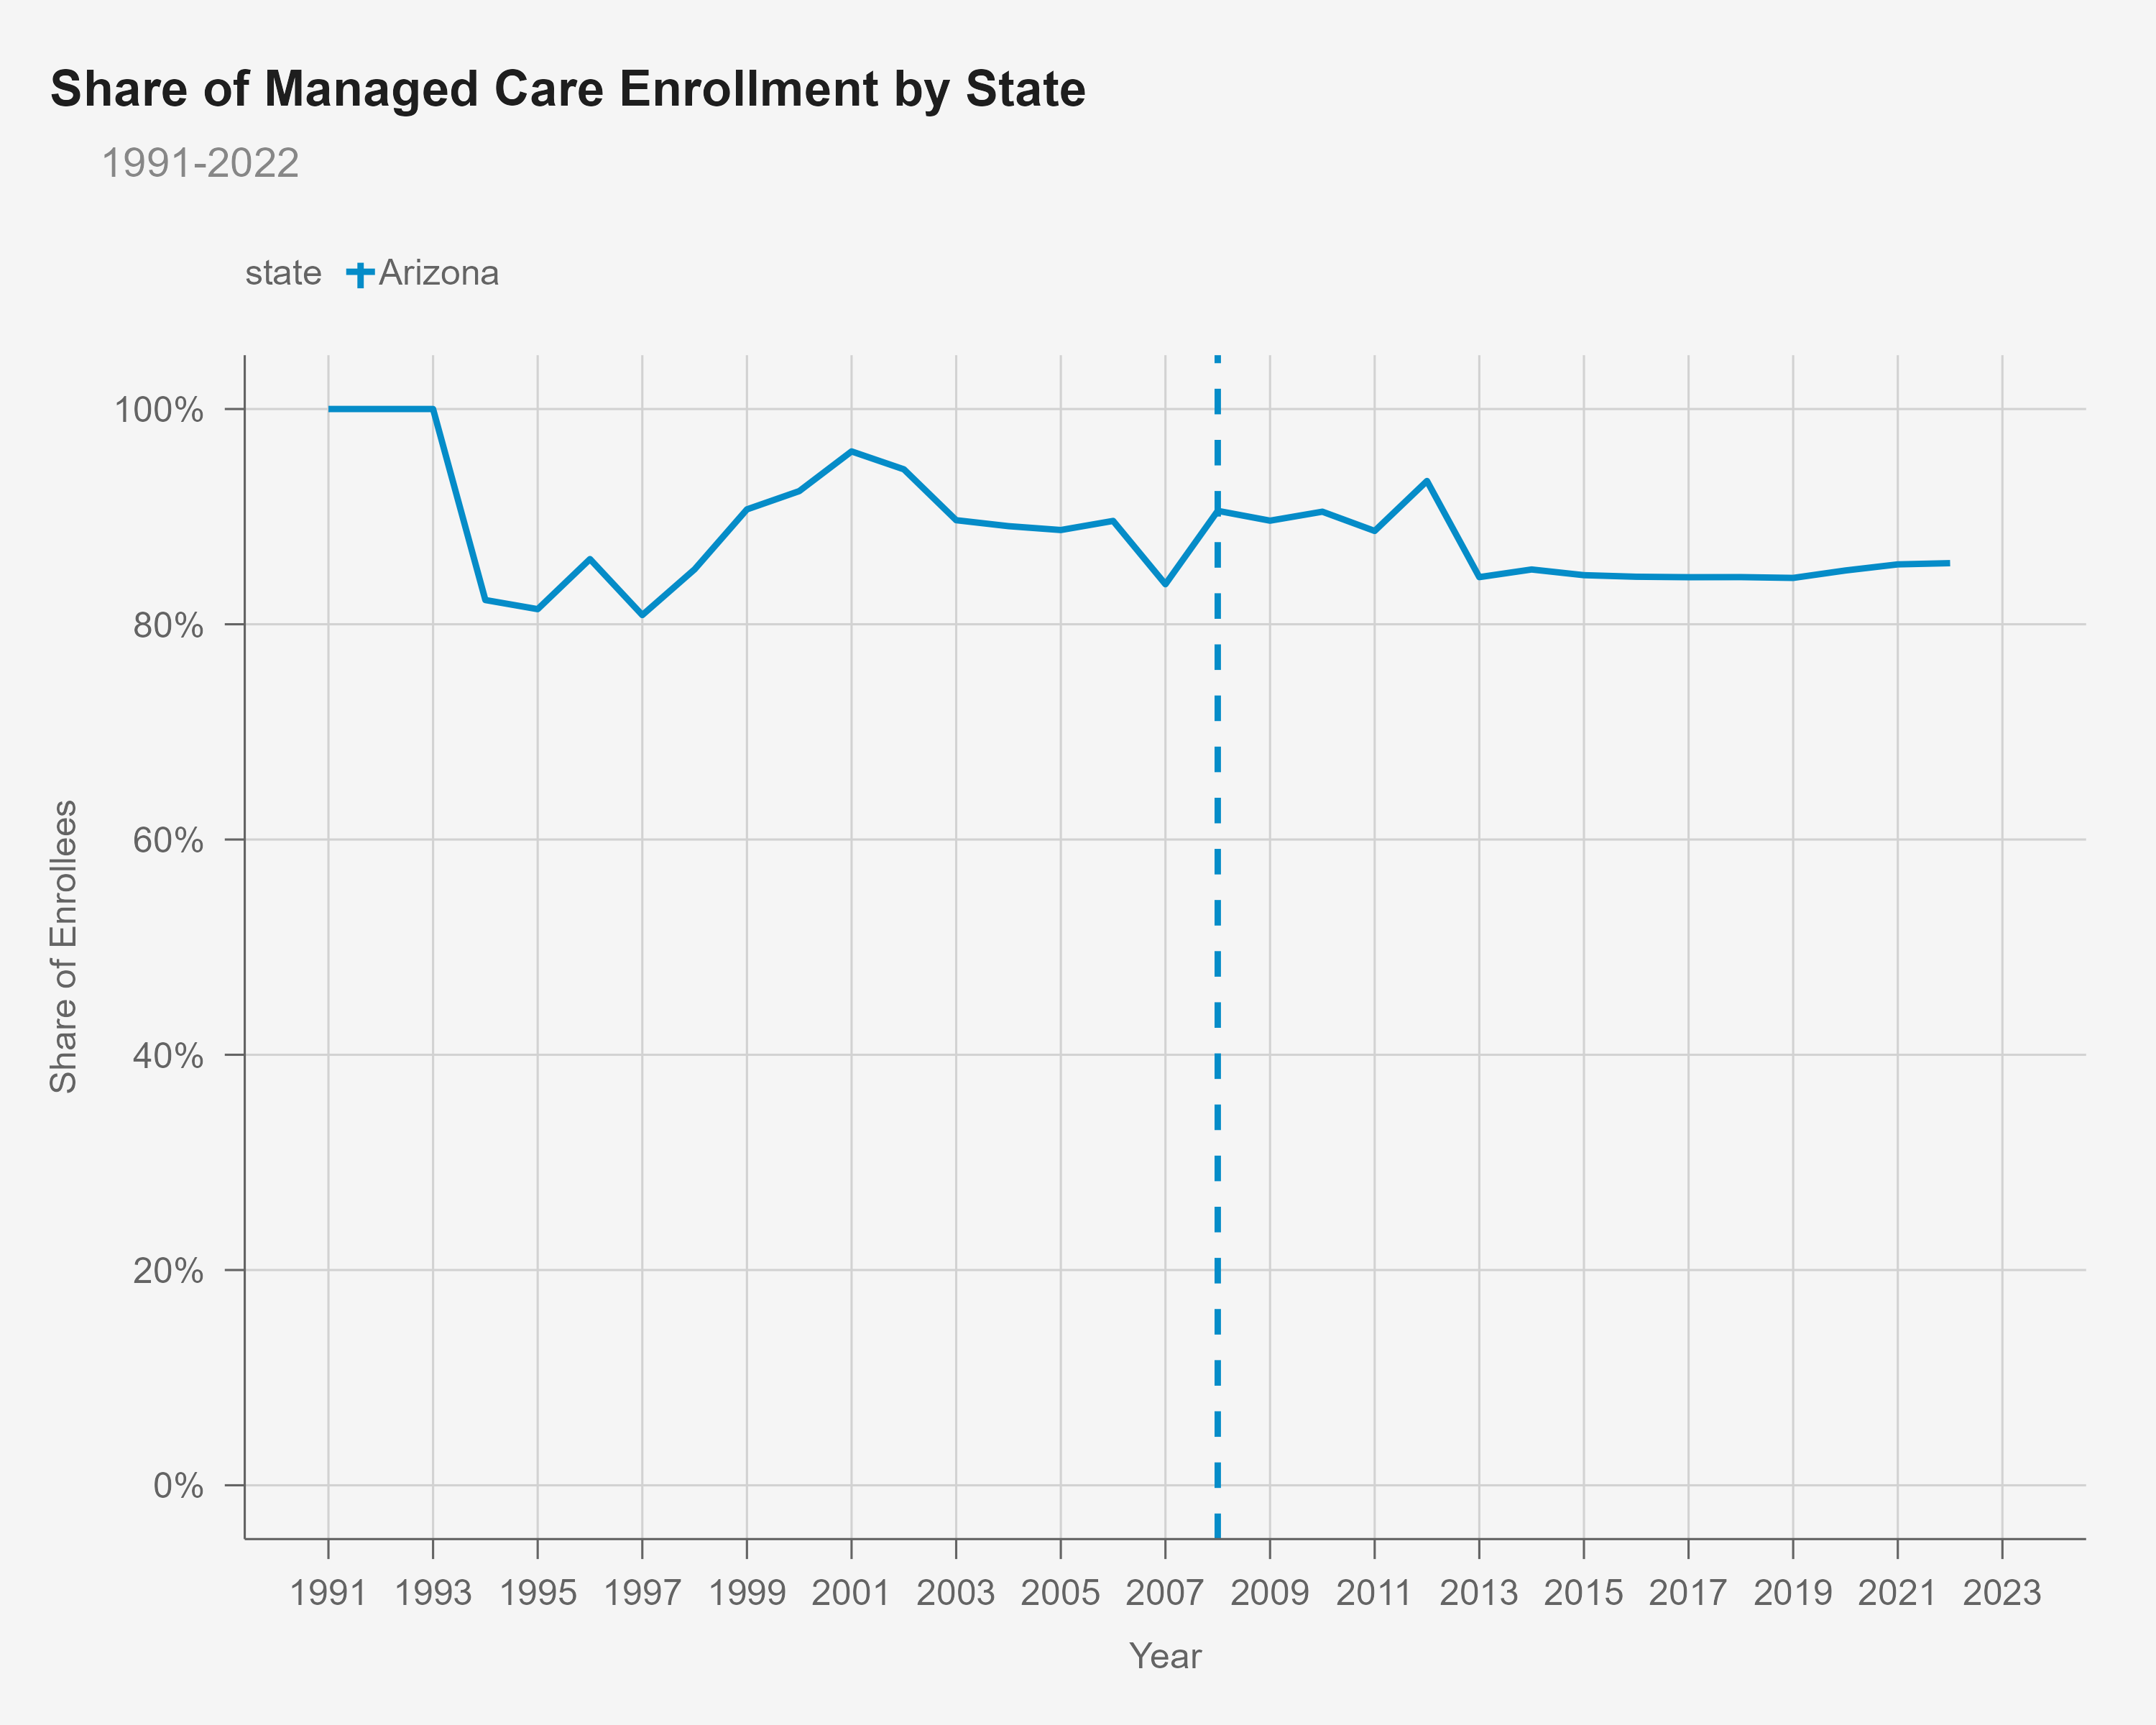 Share of Managed Care Enrollment by State
1991-2022
state Arizona
100%
80%
60%
40%
20%
0%
Share of Enrollees
1991 1993 1995 1997 1999 2001 2003 2005 2007 2009 2011 2013 2015 2017 2019 2021 2023
Year